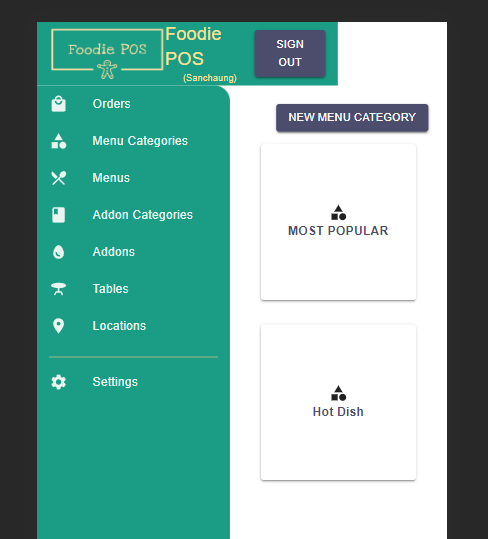 Foodie POS
Foodie
POS
(Sanchaung)
SIGN
OUT
Orders
Menu Categories
Menus
Addon Categories
Addons
Tables
Locations
Settings
NEW MENU CATEGORY
MOST POPULAR
Hot Dish